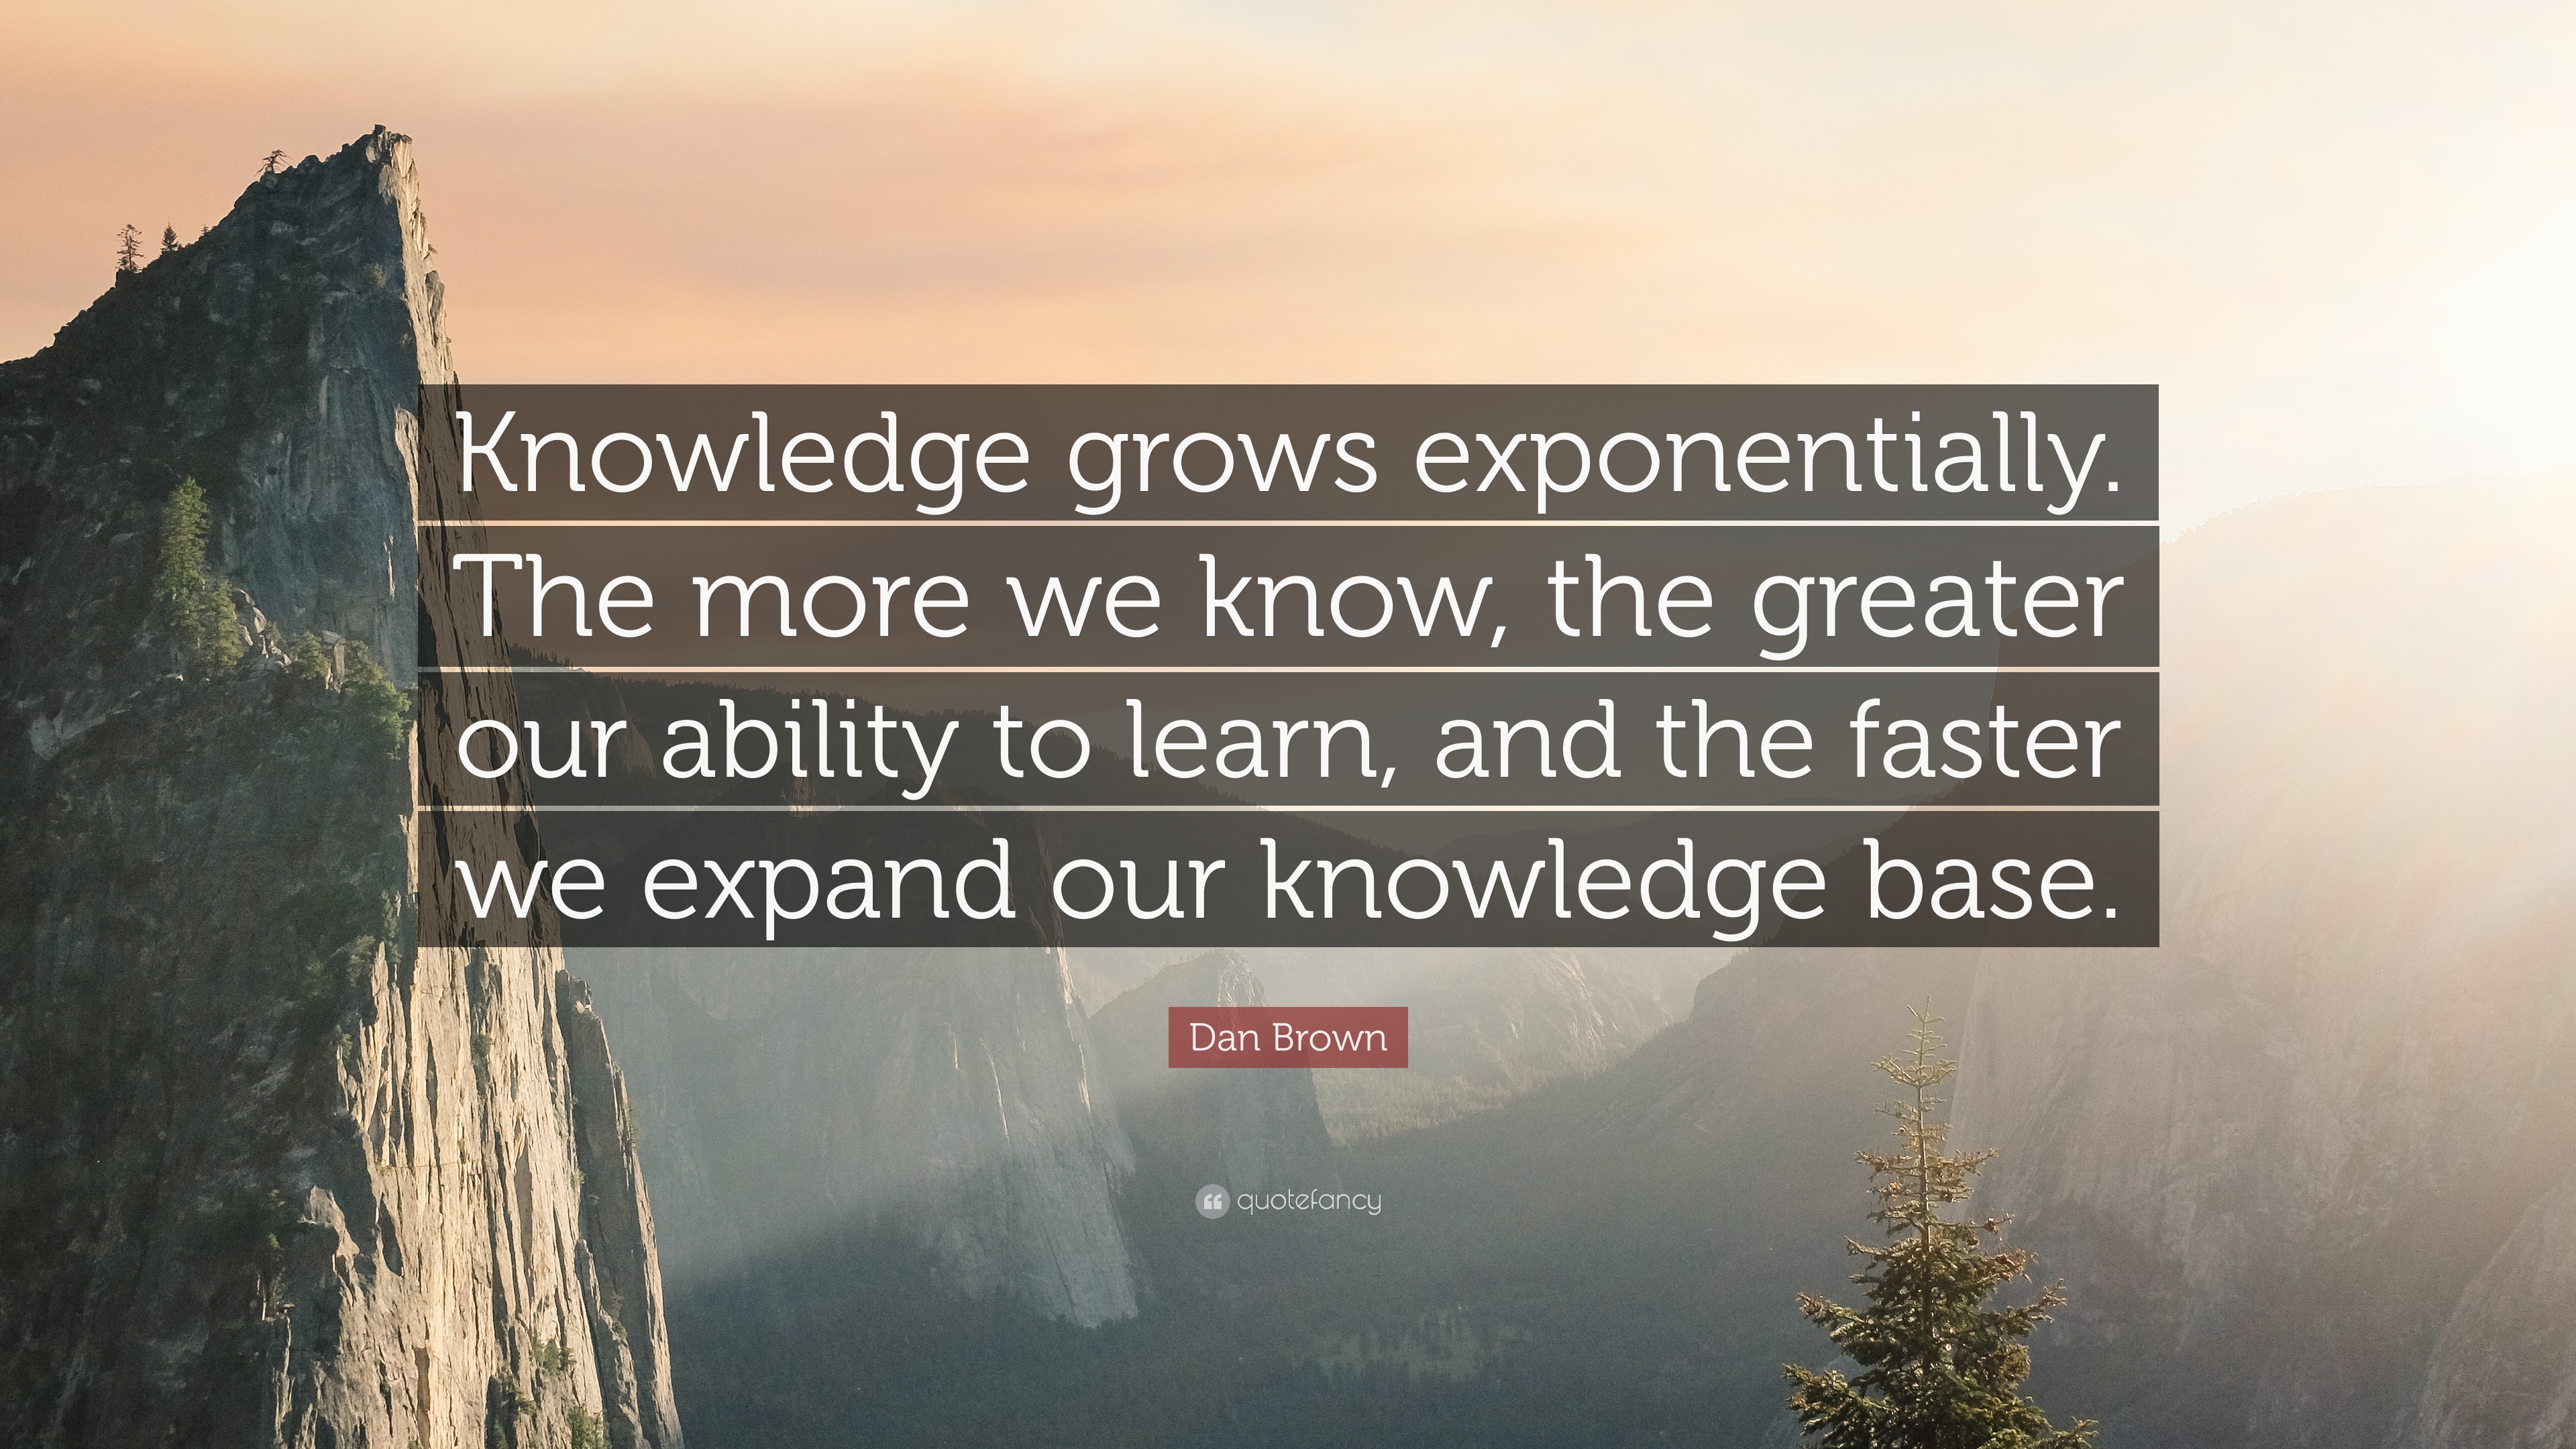 Knowledge grows exponentially.
The more we know, the greater
our ability to learn, and the faster
we expand our knowledge base.
Dan Brown
quotefancy